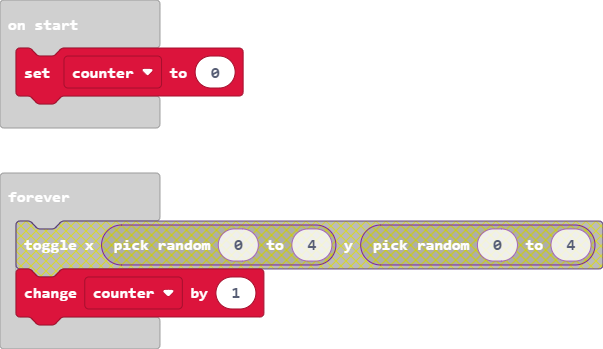 on start
set counter to 0
forever
toggle x pick random 0 to 4 y pick random 0 to 4
change counter by 1